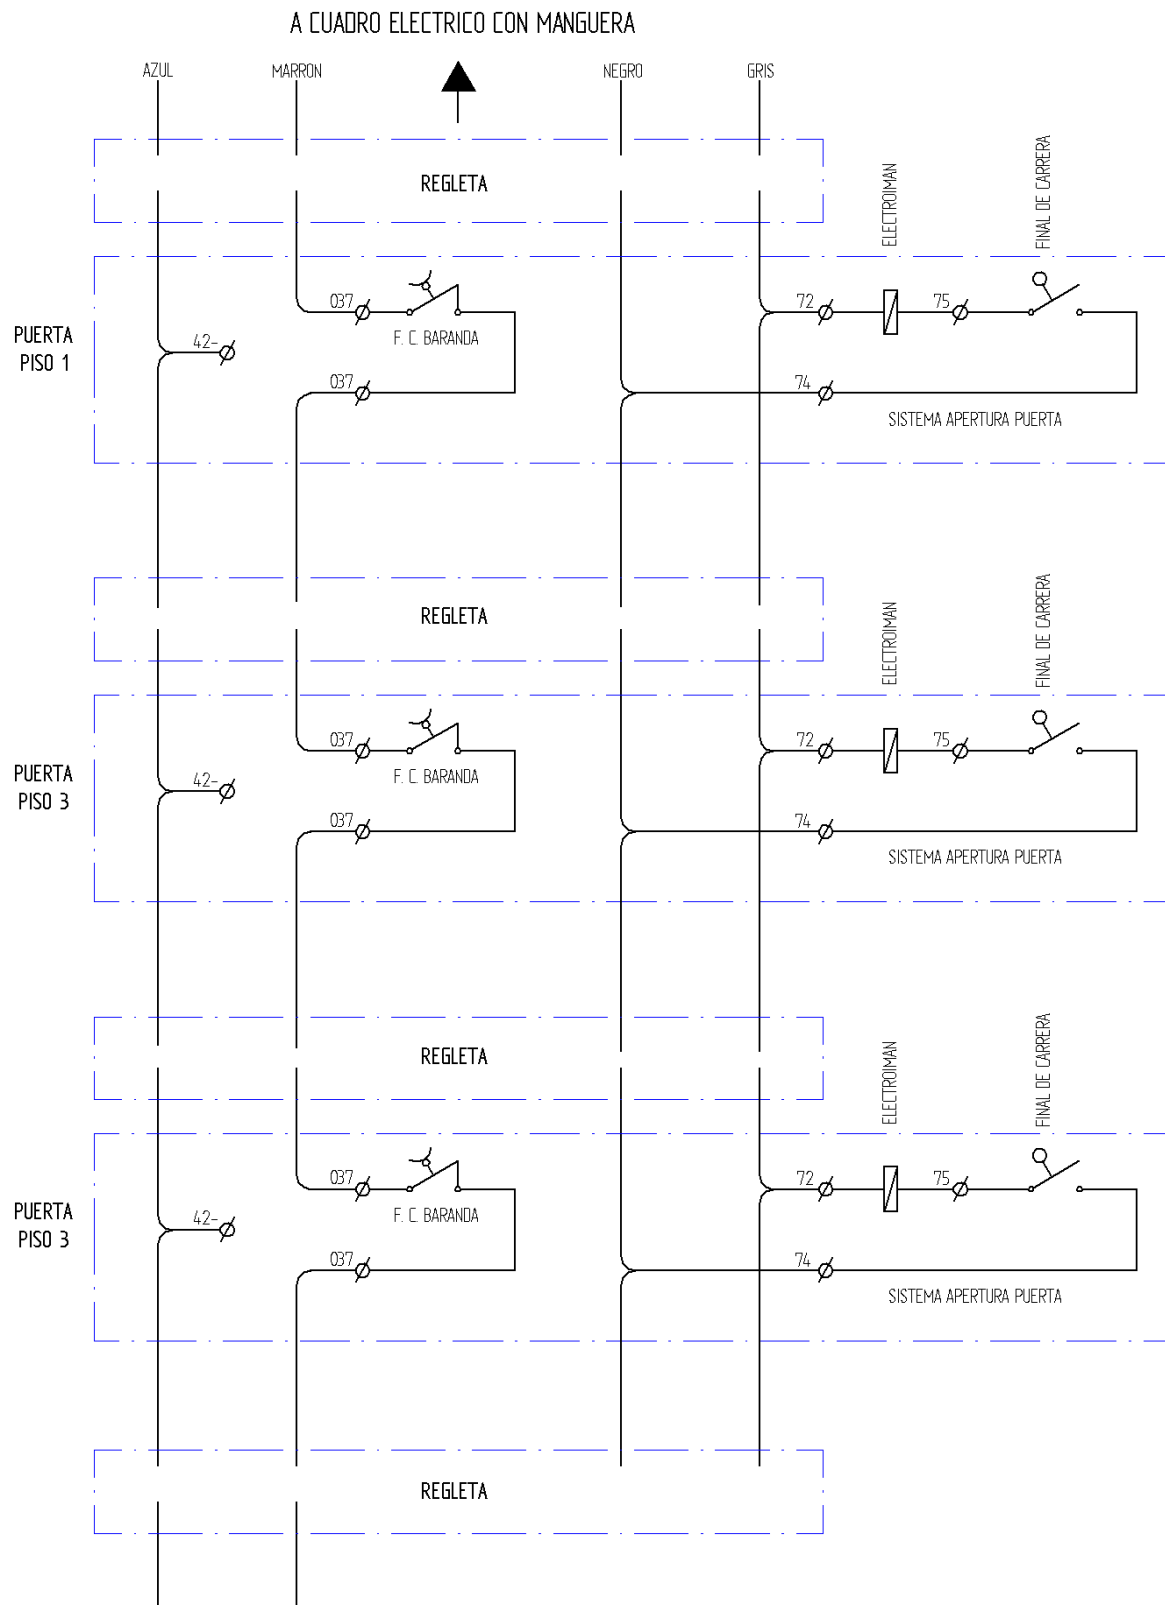 A CUADRO ELECTRICO CON MANGUERA
AZUL
MARRON
NEGRO
GRIS
REGLETA
ELECTROIMAN
FINAL DE CARRERA
PUERTA
PISO 1
42-
037
F. C. BARANDA
037
72
75
74
SISTEMA APERTURA PUERTA
REGLETA
ELECTROIMAN
FINAL DE CARRERA
PUERTA
PISO 3
42-
037
F. C. BARANDA
037
72
75
74
SISTEMA APERTURA PUERTA
REGLETA
ELECTROIMAN
FINAL DE CARRERA
PUERTA
PISO 3
42-
037
F. C. BARANDA
037
72
75
74
SISTEMA APERTURA PUERTA
REGLETA